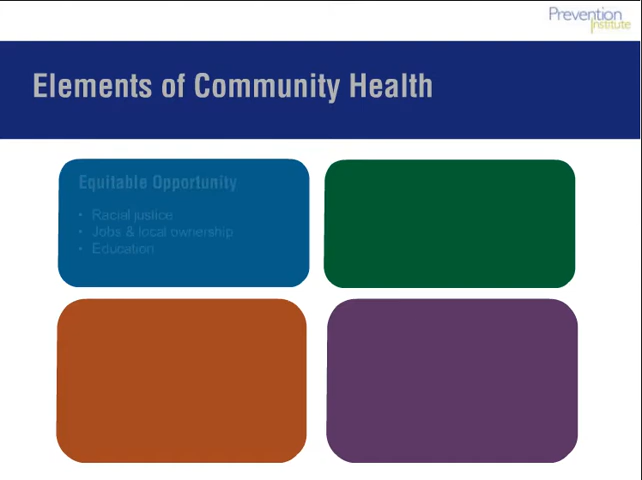 Prevention
Institute
Elements of Community Health
Equitable Opportunity
• Racial justice
• Jobs & local ownership
• Education